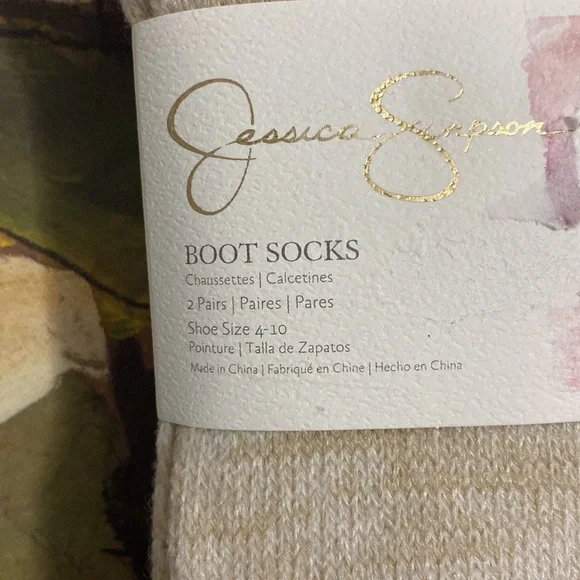 Jessica Simpson
BOOT SOCKS
Chaussettes | Calcetines
2 Pairs | Paires | Pares
Shoe Size 4-10
Pointure | Talla de Zapatos
Made in China | Fabriqué en Chine | Hecho en China